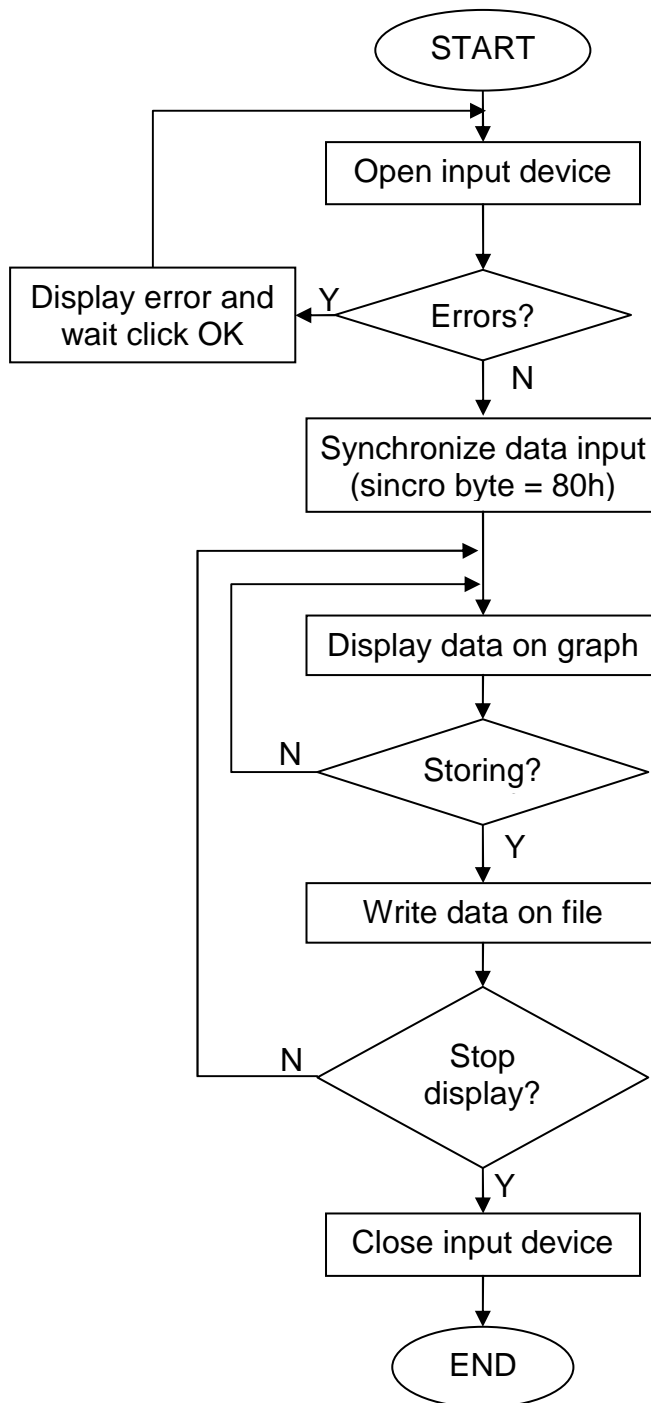 START
Open input device
Display error and
wait click OK
Y
Errors?
N
Synchronize data input
(sincro byte = 80h)
Display data on graph
N
Storing?
Y
Write data on file
N
Stop
display?
Y
Close input device
END